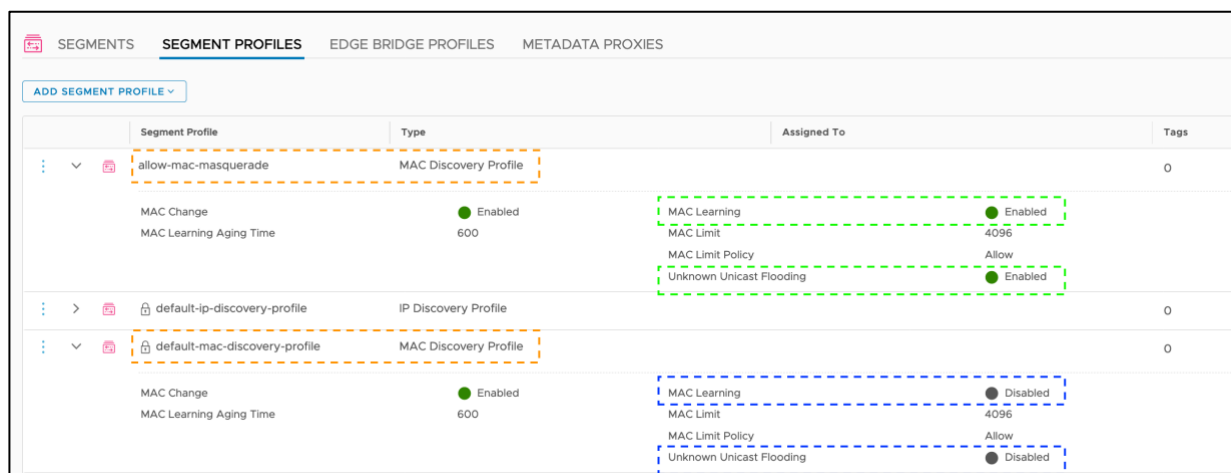 SEGMENTS SEGMENT PROFILES EDGE BRIDGE PROFILES METADATA PROXIES
ADD SEGMENT PROFILE
Segment Profile Type Assigned To Tags
allow-mac-masquerade MAC Discovery Profile 0
MAC Change Enabled MAC Learning Enabled
MAC Learning Aging Time 600 MAC Limit 4096
MAC Limit Policy Allow
Unknown Unicast Flooding Enabled
default-ip-discovery-profile IP Discovery Profile 0
default-mac-discovery-profile MAC Discovery Profile 0
MAC Change Enabled MAC Learning Disabled
MAC Learning Aging Time 600 MAC Limit 4096
MAC Limit Policy Allow
Unknown Unicast Flooding Disabled